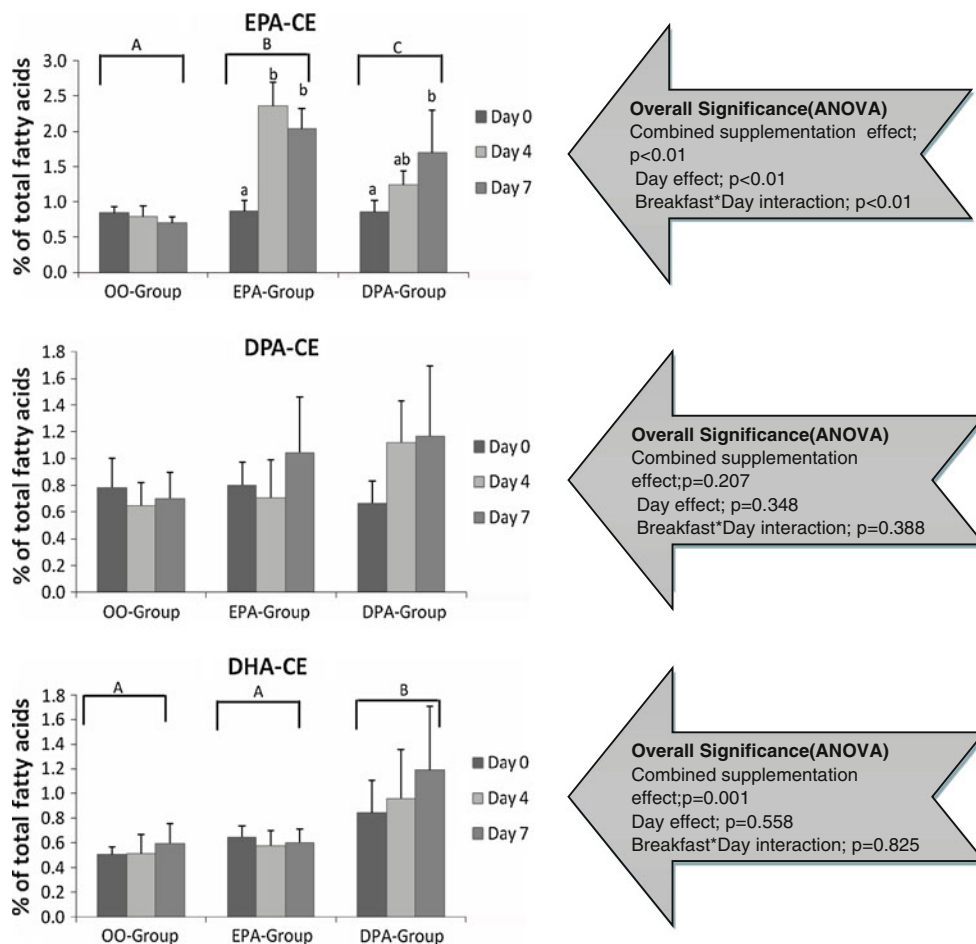 EPA-CE
A
B
C
% of total fatty acids
3.0
2.5
2.0
1.5
1.0
0.5
0.0
a
b
b
a
ab
b
OO-Group
EPA-Group
DPA-Group
Day 0
Day 4
Day 7
Overall Significance(ANOVA)
Combined supplementation effect;
p<0.01
Day effect; p<0.01
Breakfast*Day interaction; p<0.01
DPA-CE
% of total fatty acids
1.8
1.6
1.4
1.2
1.0
0.8
0.6
0.4
0.2
0.0
OO-Group
EPA-Group
DPA-Group
Day 0
Day 4
Day 7
Overall Significance(ANOVA)
Combined supplementation
effect;p=0.207
Day effect; p=0.348
Breakfast*Day interaction; p=0.388
DHA-CE
A
A
B
% of total fatty acids
1.8
1.6
1.4
1.2
1.0
0.8
0.6
0.4
0.2
0.0
OO-Group
EPA-Group
DPA-Group
Day 0
Day 4
Day 7
Overall Significance(ANOVA)
Combined supplementation
effect;p=0.001
Day effect; p=0.558
Breakfast*Day interaction; p=0.825